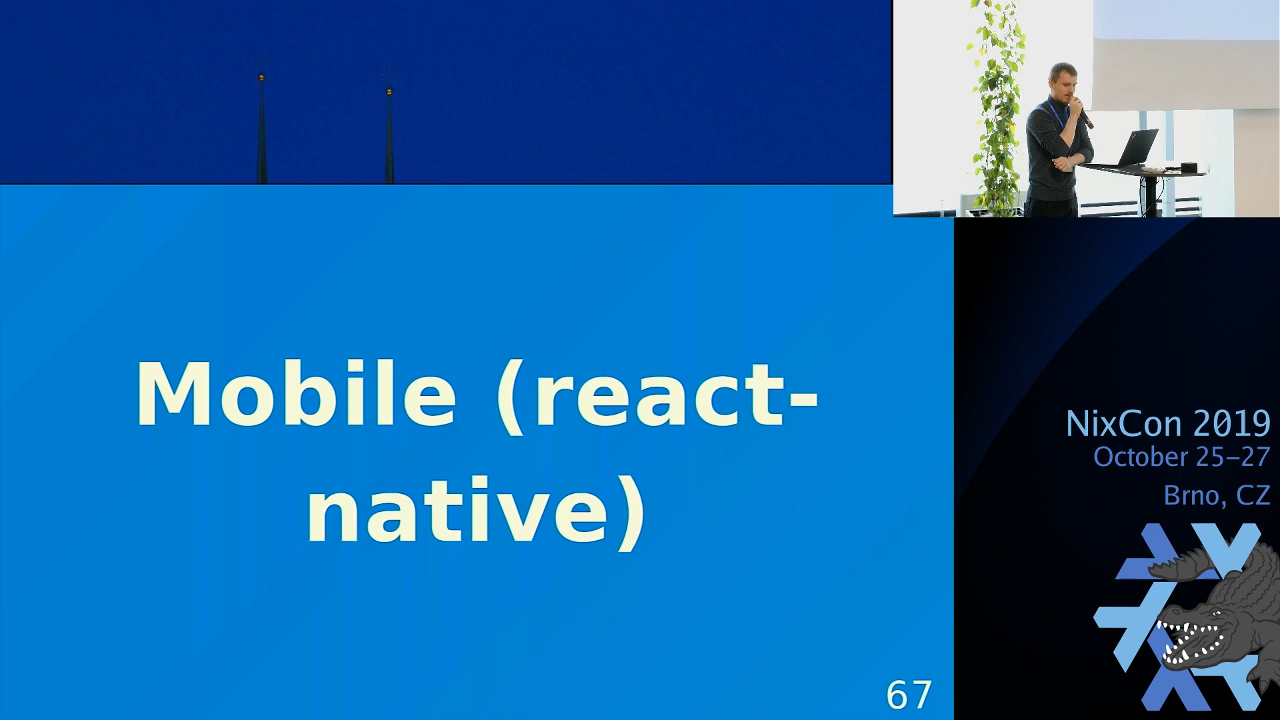 Mobile (react-
native)
67
NixCon 2019
October 25–27
Brno, CZ